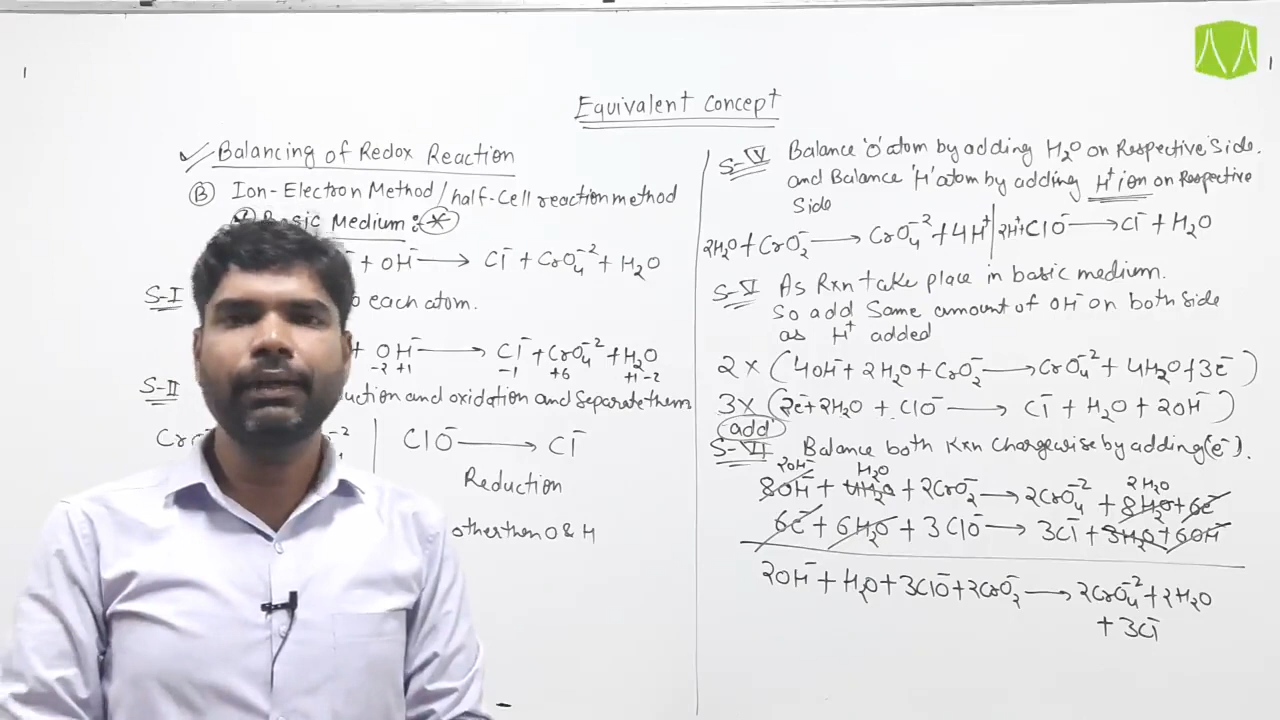 Equivalent Concept
✓ Balancing of Redox Reaction
Ⓑ Ion-Electron Method/half-Cell reaction method
Medium :- *
+ OH⁻ ⟶ Cl⁻ + CrO₄⁻² + H₂O
S-I o each atom.
+ OH⁻ ⟶ Cl⁻ + CrO₄⁻² + H₂O
-2 +1 -1 +6 +1 -2
S-II uction and oxidation and Separate them
Cr
ClO⁻ ⟶ Cl⁻
Reduction
other then O & H
S-V Balance 'O' atom by adding H₂O on Respective Side.
and Balance 'H' atom by adding H⁺ ion on Respective
Side
2H₂O + CrO₂⁻ ⟶ CrO₄⁻² + 4H⁺ | 2H⁺ + ClO⁻ ⟶ Cl⁻ + H₂O
S-VI As Rxn take place in basic medium.
So add Same amount of OH⁻ on both side
as H⁺ added
2 × (4OH⁻ + 2H₂O + CrO₂⁻ ⟶ CrO₄⁻² + 4H₂O + 3e⁻)
3 × (2e⁻ + 2H₂O + ClO⁻ ⟶ Cl⁻ + H₂O + 2OH⁻)
add
S-VII Balance both Rxn Chargewise by adding (e⁻).
2OH⁻ H₂O 2H₂O
8OH⁻ + 4H₂O + 2CrO₂⁻ ⟶ 2CrO₄⁻² + 8H₂O + 6e⁻
6e⁻ + 6H₂O + 3ClO⁻ ⟶ 3Cl⁻ + 3H₂O + 6OH⁻
2OH⁻ + H₂O + 3ClO⁻ + 2CrO₂⁻ ⟶ 2CrO₄⁻² + 2H₂O
+ 3Cl⁻